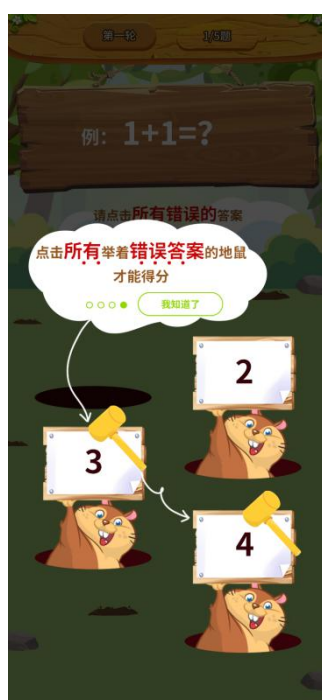 第一轮
1/5题
例：1+1=?
请点击所有错误的答案
点击所有举着错误答案的地鼠
才能得分
我知道了
2
3
4